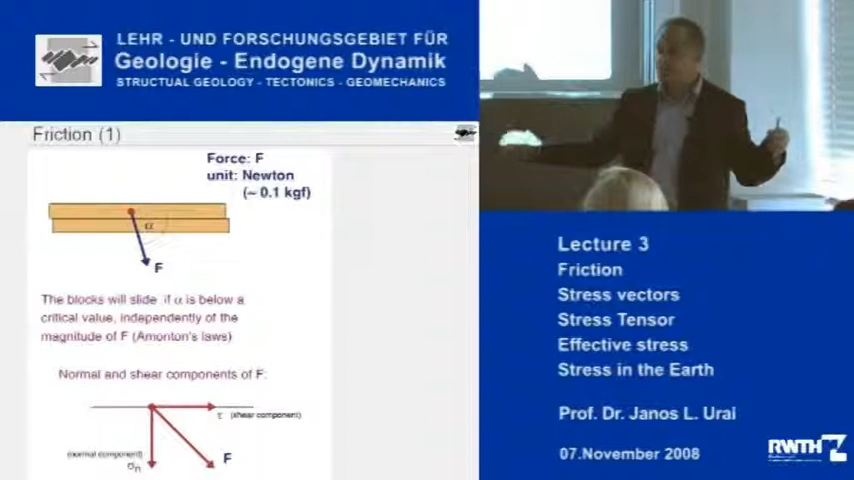 LEHR - UND FORSCHUNGSGEBIET FÜR
Geologie - Endogene Dynamik
STRUCTURAL GEOLOGY - TECTONICS - GEOMECHANICS
Friction (1)
Force: F
unit: Newton
(~ 0.1 kgf)
α
F
The blocks will slide if α is below a
critical value, independently of the
magnitude of F (Amonton's laws)
Normal and shear components of F:
τ (shear component)
(normal component)
σn
F
Lecture 3
Friction
Stress vectors
Stress Tensor
Effective stress
Stress in the Earth
Prof. Dr. Janos L. Urai
07.November 2008
RWTH